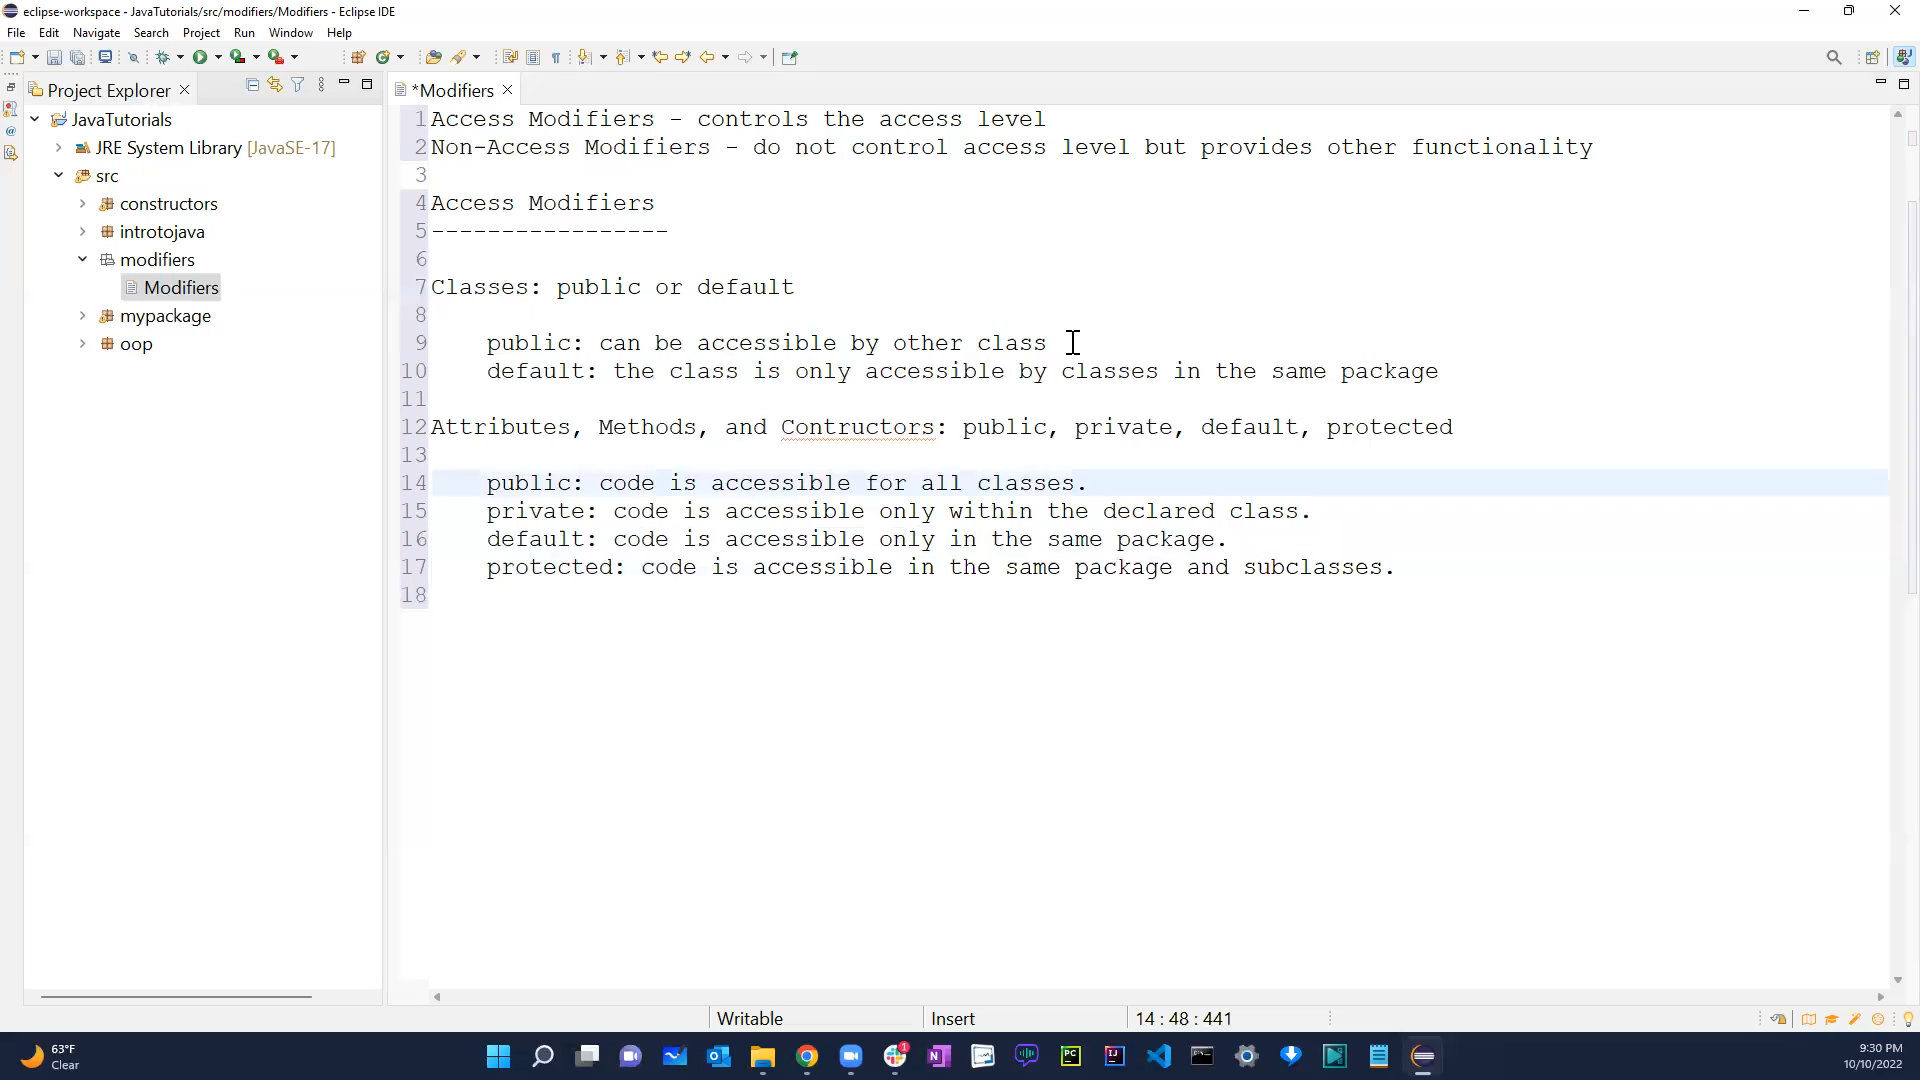 eclipse-workspace - JavaTutorials/src/modifiers/Modifiers - Eclipse IDE
File Edit Navigate Search Project Run Window Help
Project Explorer
*Modifiers
JavaTutorials
JRE System Library [JavaSE-17]
src
constructors
introtojava
modifiers
Modifiers
mypackage
oop
1 Access Modifiers - controls the access level
2 Non-Access Modifiers - do not control access level but provides other functionality
3
4 Access Modifiers
5 -----------------
6
7 Classes: public or default
8
9 public: can be accessible by other class
10 default: the class is only accessible by classes in the same package
11
12 Attributes, Methods, and Contructors: public, private, default, protected
13
14 public: code is accessible for all classes.
15 private: code is accessible only within the declared class.
16 default: code is accessible only in the same package.
17 protected: code is accessible in the same package and subclasses.
18
Writable Insert 14 : 48 : 441
63°F
Clear
1
N
PC
IJ
9:30 PM
10/10/2022